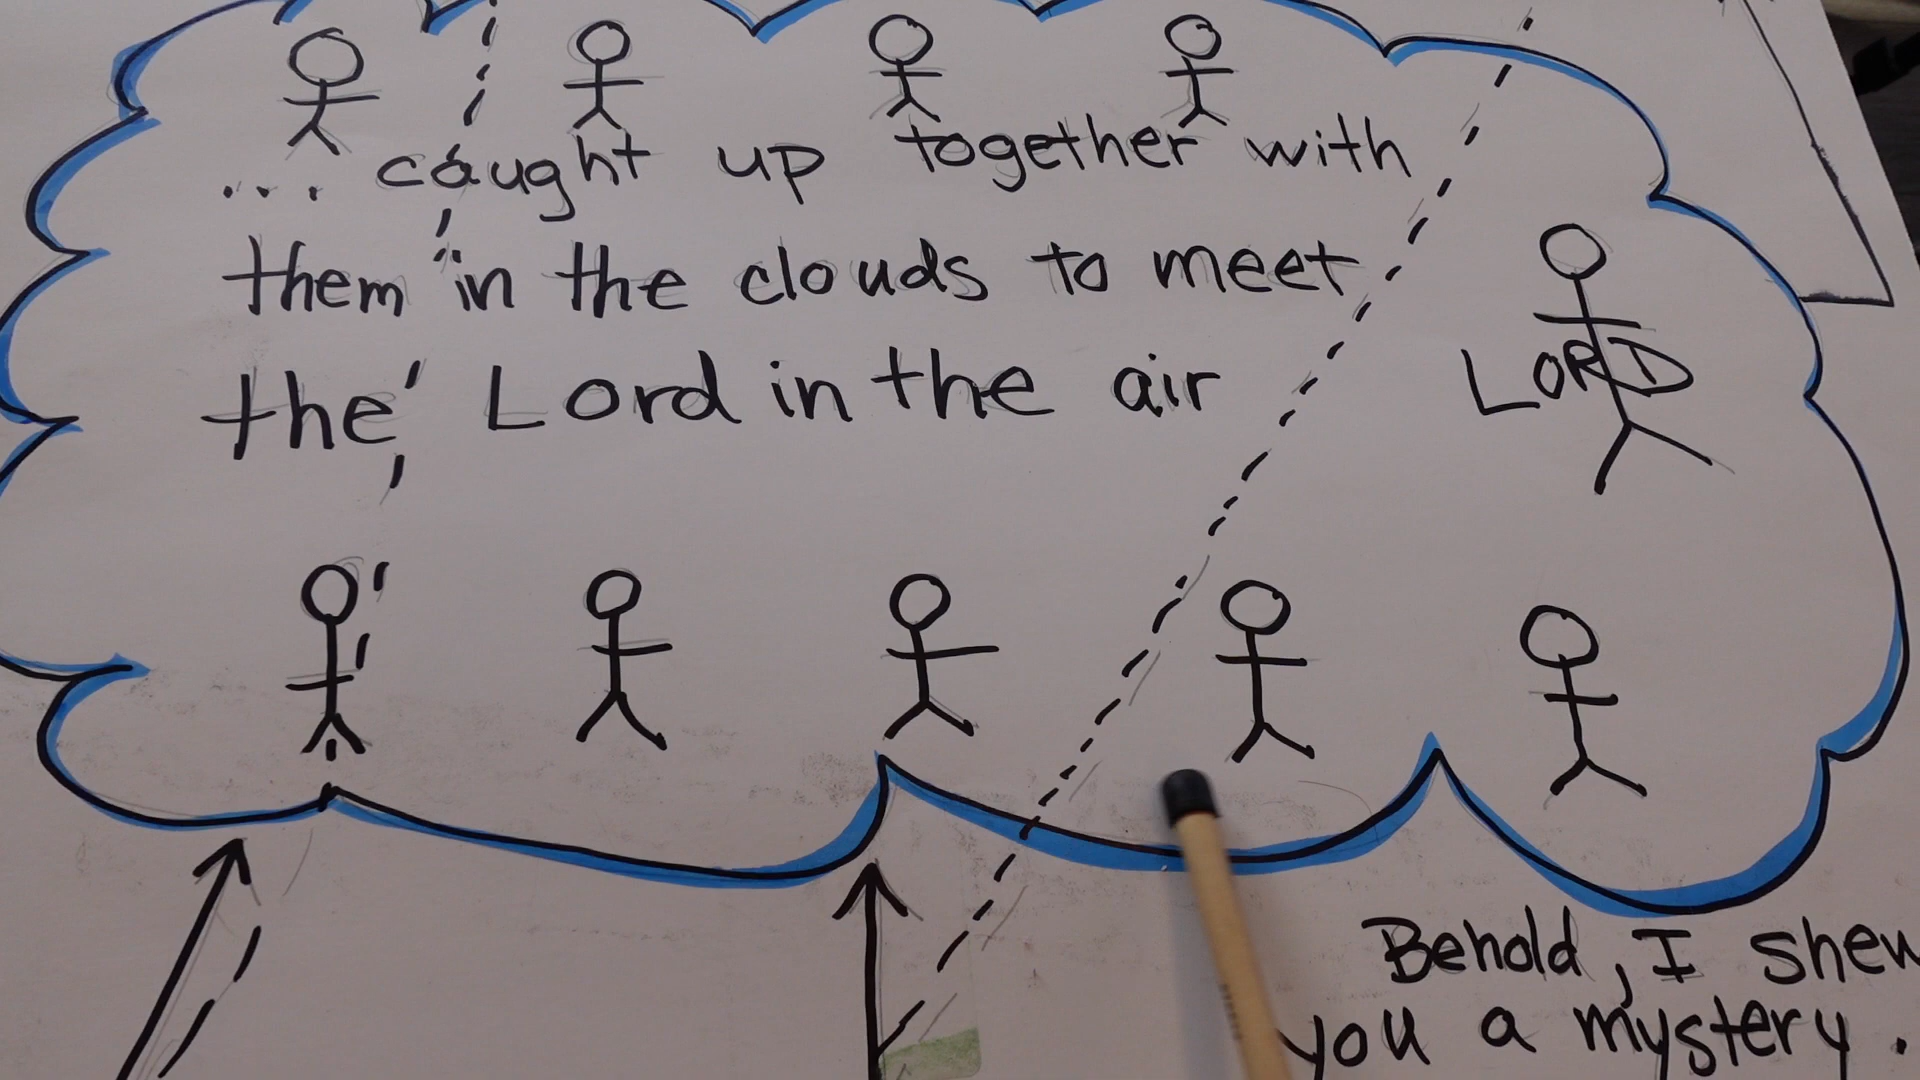 ... caught up together with
them in the clouds to meet
the Lord in the air
LORD
Behold, I shew
you a mystery.